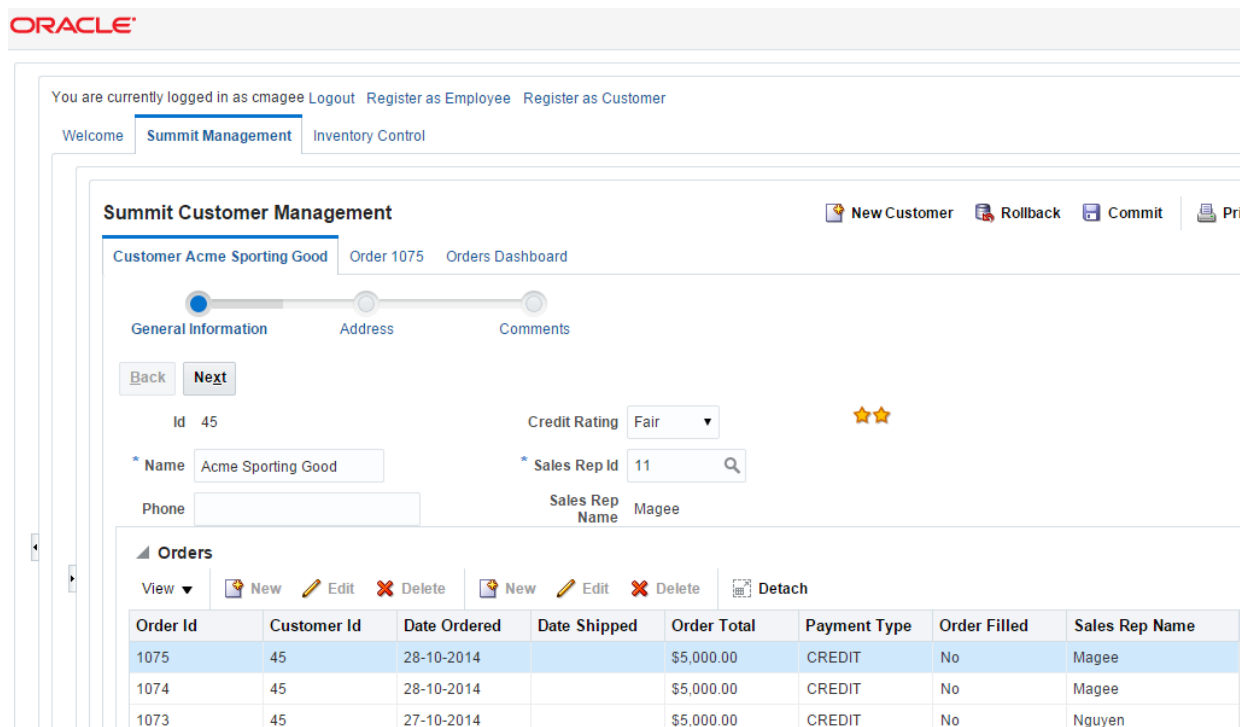 ORACLE
You are currently logged in as cmagee Logout Register as Employee Register as Customer
Welcome Summit Management Inventory Control
Summit Customer Management New Customer Rollback Commit Pri
Customer Acme Sporting Good Order 1075 Orders Dashboard
General Information Address Comments
Back Next
Id 45 Credit Rating Fair
* Name Acme Sporting Good * Sales Rep Id 11
Phone Sales Rep Name Magee
Orders
View New Edit Delete New Edit Delete Detach
Order Id Customer Id Date Ordered Date Shipped Order Total Payment Type Order Filled Sales Rep Name
1075 45 28-10-2014 $5,000.00 CREDIT No Magee
1074 45 28-10-2014 $5,000.00 CREDIT No Magee
1073 45 27-10-2014 $5,000.00 CREDIT No Nguyen